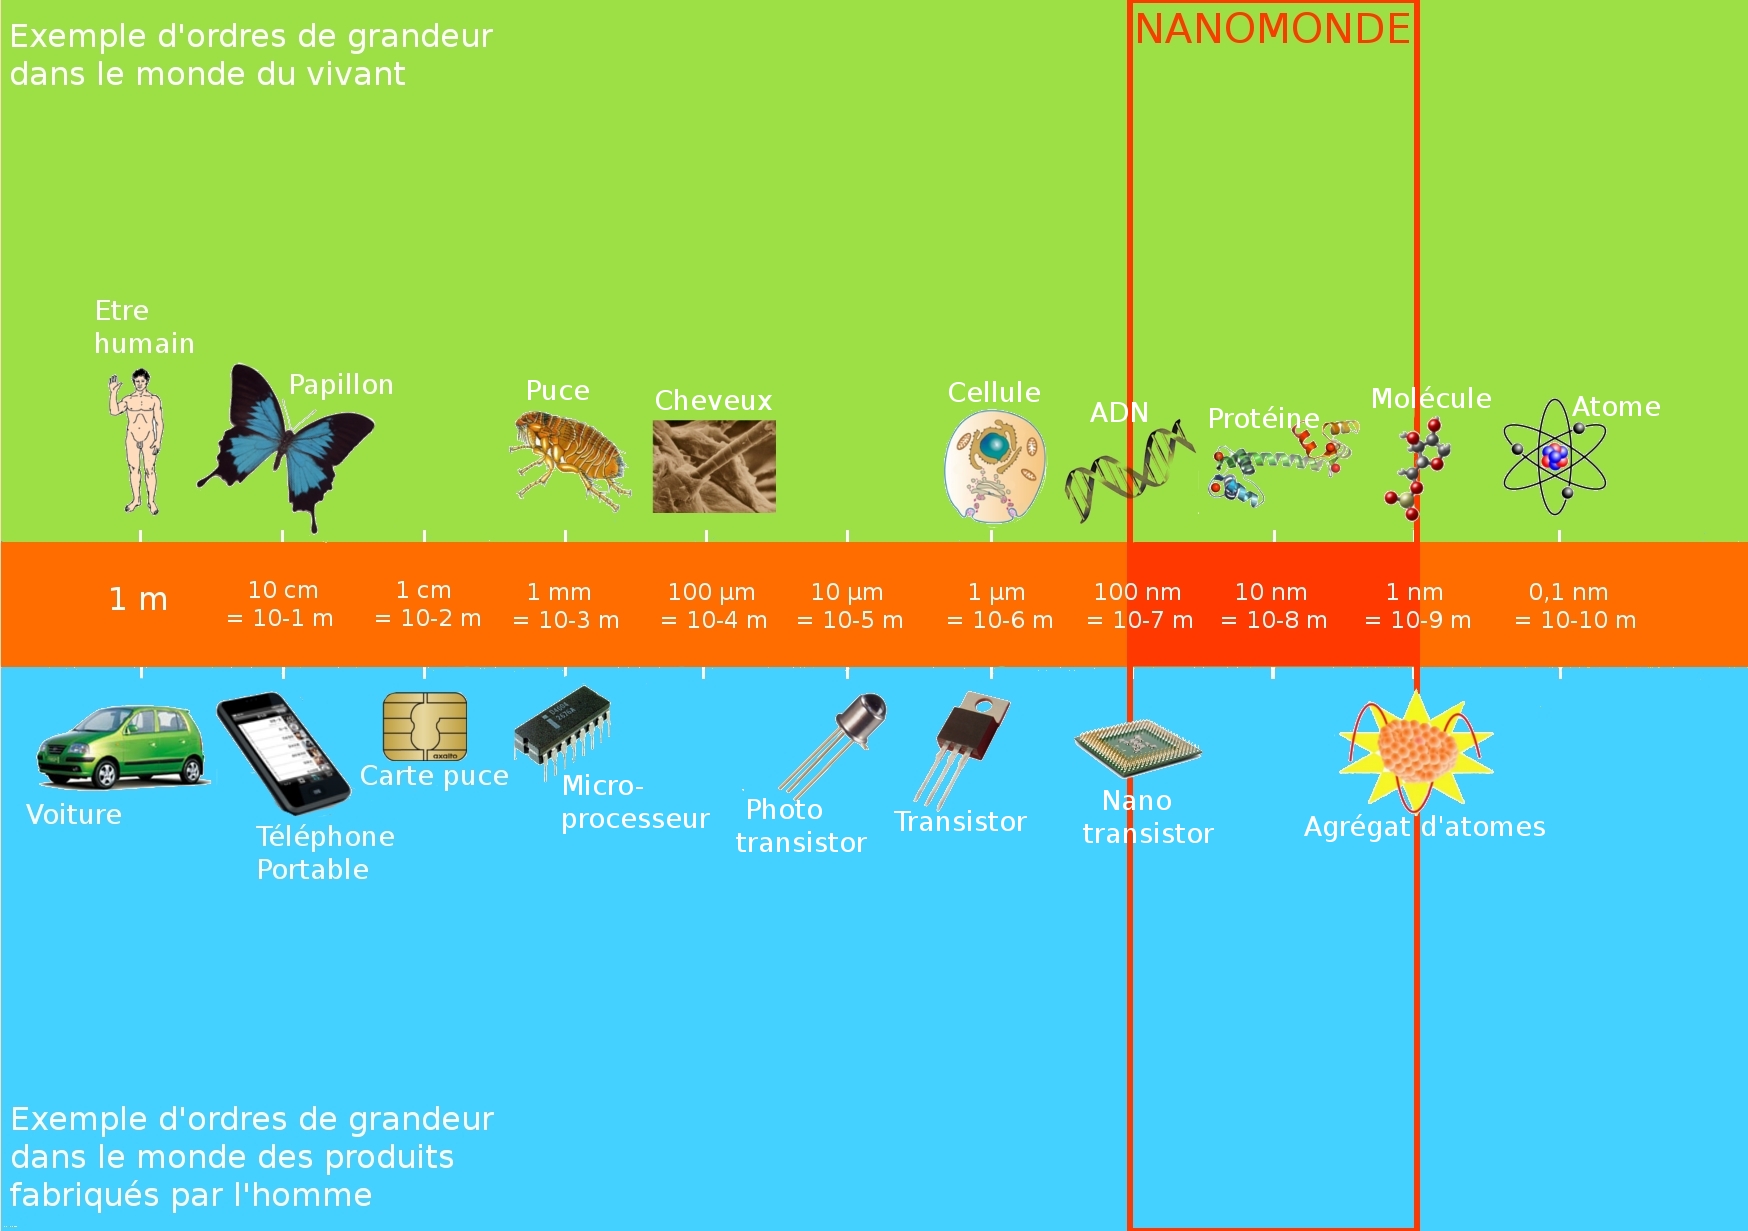 Exemple d'ordres de grandeur
dans le monde du vivant
NANOMONDE
Etre
humain
Papillon
Puce
Cheveux
Cellule
ADN
Protéine
Molécule
Atome
1 m
10 cm
= 10-1 m
1 cm
= 10-2 m
1 mm
= 10-3 m
100 µm
= 10-4 m
10 µm
= 10-5 m
1 µm
= 10-6 m
100 nm
= 10-7 m
10 nm
= 10-8 m
1 nm
= 10-9 m
0,1 nm
= 10-10 m
Voiture
Téléphone
Portable
axalto
Carte puce
Micro-
processeur
Photo
transistor
Transistor
Nano
transistor
Agrégat d'atomes
Exemple d'ordres de grandeur
dans le monde des produits
fabriqués par l'homme